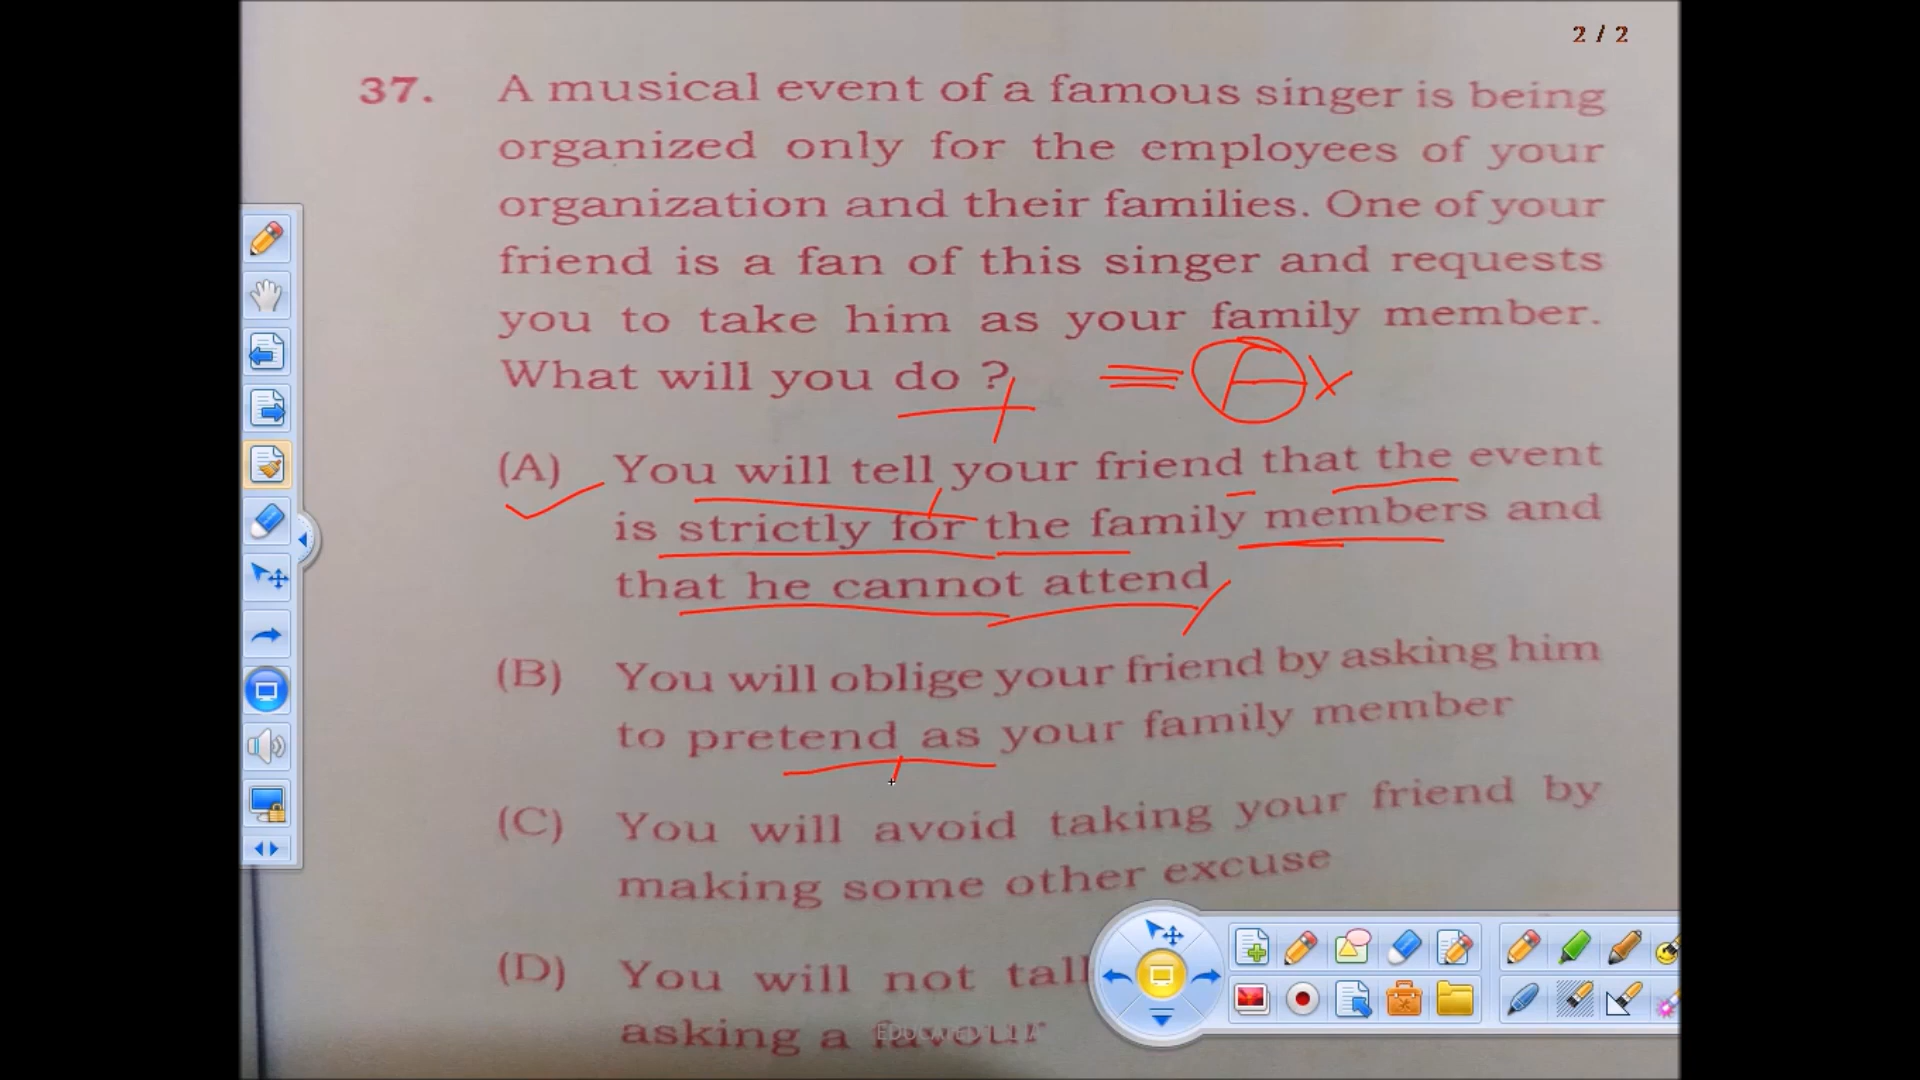 2 / 2
37. A musical event of a famous singer is being
organized only for the employees of your
organization and their families. One of your
friend is a fan of this singer and requests
you to take him as your family member.
What will you do ?
A
(A) You will tell your friend that the event
is strictly for the family members and
that he cannot attend
(B) You will oblige your friend by asking him
to pretend as your family member
(C) You will avoid taking your friend by
making some other excuse
(D) You will not
asking a favour